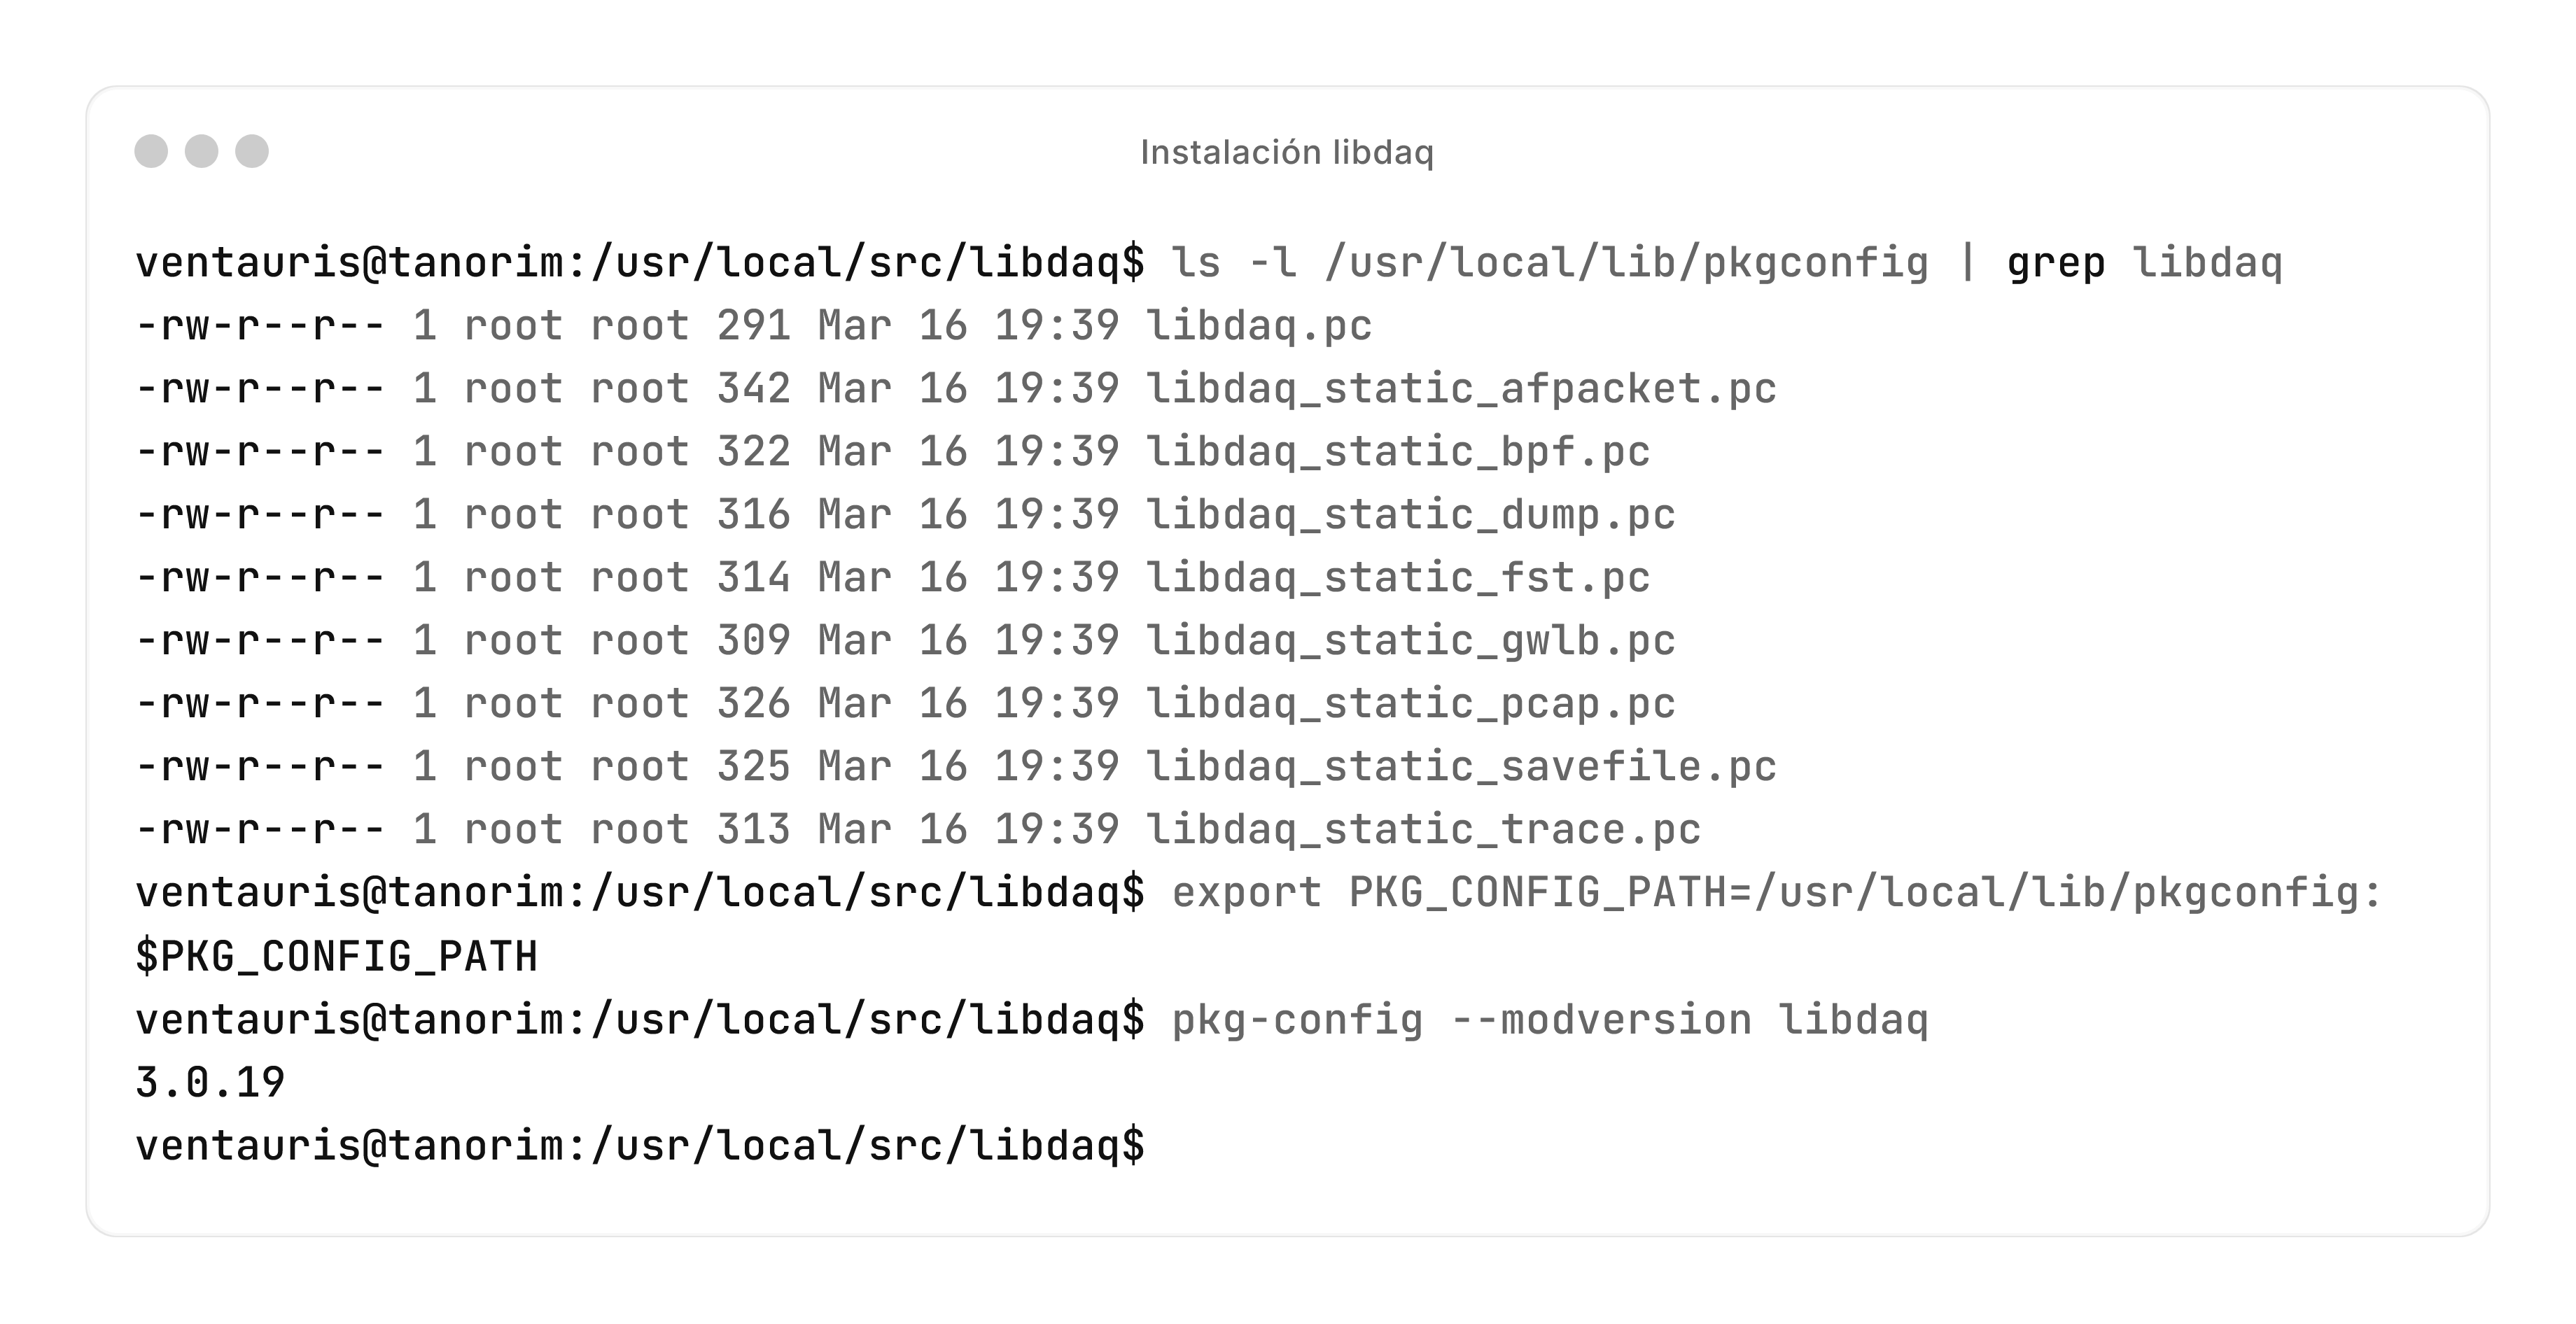 Instalación libdaq
ventauris@tanorim:/usr/local/src/libdaq$ ls -l /usr/local/lib/pkgconfig | grep libdaq
-rw-r--r-- 1 root root 291 Mar 16 19:39 libdaq.pc
-rw-r--r-- 1 root root 342 Mar 16 19:39 libdaq_static_afpacket.pc
-rw-r--r-- 1 root root 322 Mar 16 19:39 libdaq_static_bpf.pc
-rw-r--r-- 1 root root 316 Mar 16 19:39 libdaq_static_dump.pc
-rw-r--r-- 1 root root 314 Mar 16 19:39 libdaq_static_fst.pc
-rw-r--r-- 1 root root 309 Mar 16 19:39 libdaq_static_gwlb.pc
-rw-r--r-- 1 root root 326 Mar 16 19:39 libdaq_static_pcap.pc
-rw-r--r-- 1 root root 325 Mar 16 19:39 libdaq_static_savefile.pc
-rw-r--r-- 1 root root 313 Mar 16 19:39 libdaq_static_trace.pc
ventauris@tanorim:/usr/local/src/libdaq$ export PKG_CONFIG_PATH=/usr/local/lib/pkgconfig:
$PKG_CONFIG_PATH
ventauris@tanorim:/usr/local/src/libdaq$ pkg-config --modversion libdaq
3.0.19
ventauris@tanorim:/usr/local/src/libdaq$